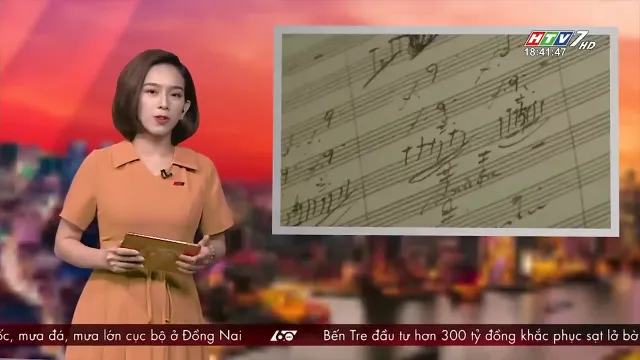 HTV7 HD
18:41:47
ốc, mưa đá, mưa lớn cục bộ ở Đồng Nai 60 Bến Tre đầu tư hơn 300 tỷ đồng khắc phục sạt lở bờ